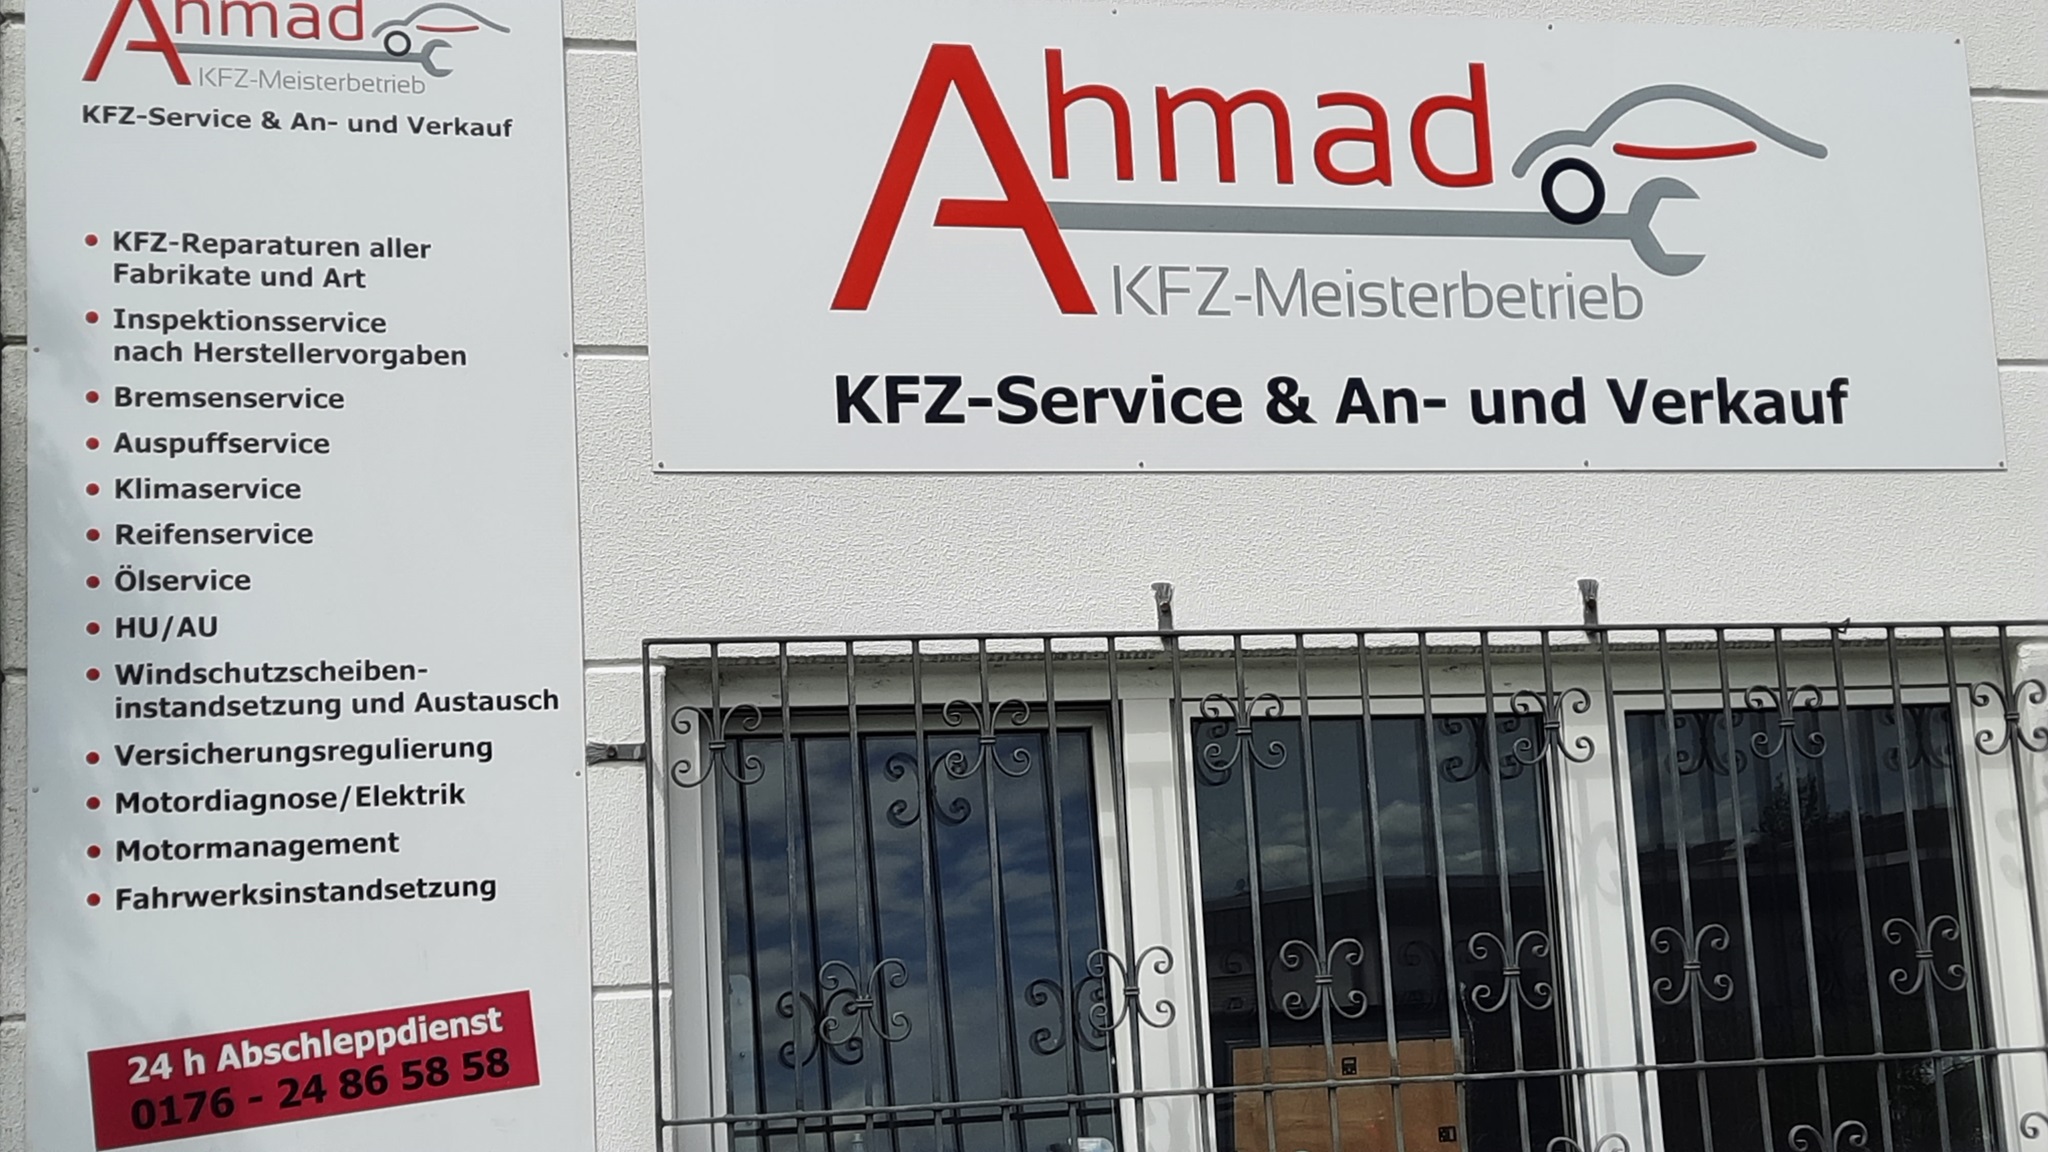 Ahmad
KFZ-Meisterbetrieb
KFZ-Service & An- und Verkauf
• KFZ-Reparaturen aller
Fabrikate und Art
• Inspektionsservice
nach Herstellervorgaben
• Bremsenservice
• Auspuffservice
• Klimaservice
• Reifenservice
• Ölservice
• HU/AU
• Windschutzscheiben-
instandsetzung und Austausch
• Versicherungsregulierung
• Motordiagnose/Elektrik
• Motormanagement
• Fahrwerksinstandsetzung
24 h Abschleppdienst
0176 - 24 86 58 58
Ahmad
KFZ-Meisterbetrieb
KFZ-Service & An- und Verkauf